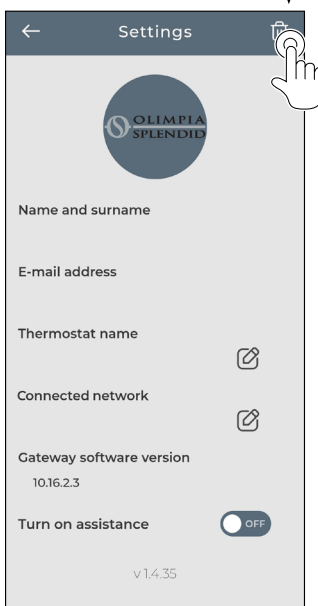 Settings
OLIMPIA
SPLENDID
Name and surname
E-mail address
Thermostat name
Connected network
Gateway software version
10.16.2.3
Turn on assistance
OFF
v 1.4.35